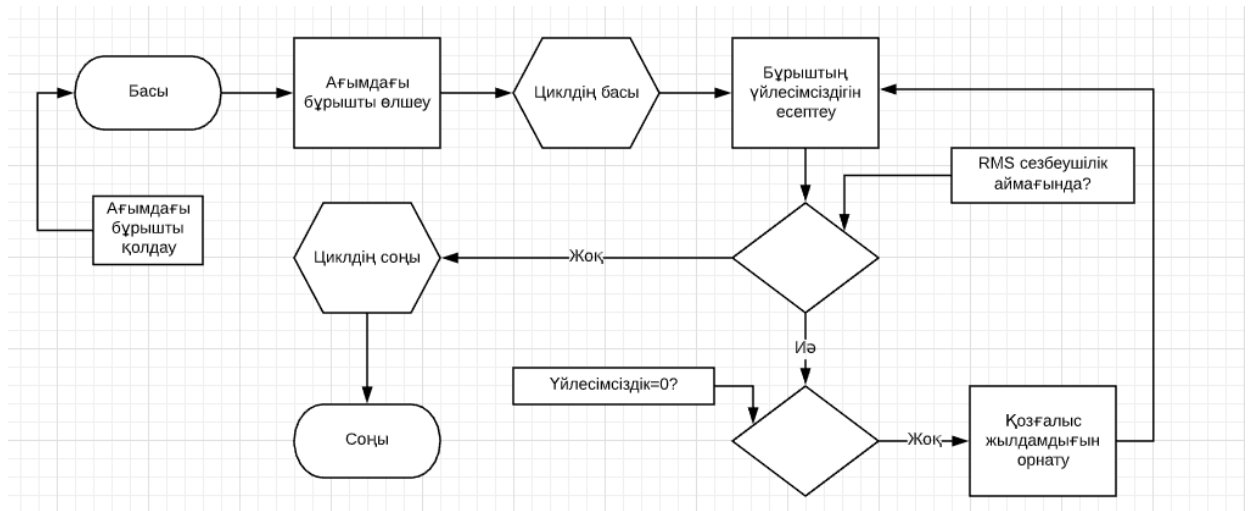 Басы
Ағымдағы
бұрышты өлшеу
Циклдің басы
Бұрыштың
үйлесімсіздігін
есептеу
RMS сезбеушілік
аймағында?
Ағымдағы
бұрышты
қолдау
Циклдің соңы
Жоқ
Иә
Үйлесімсіздік=0?
Соңы
Жоқ
Қозғалыс
жылдамдығын
орнату